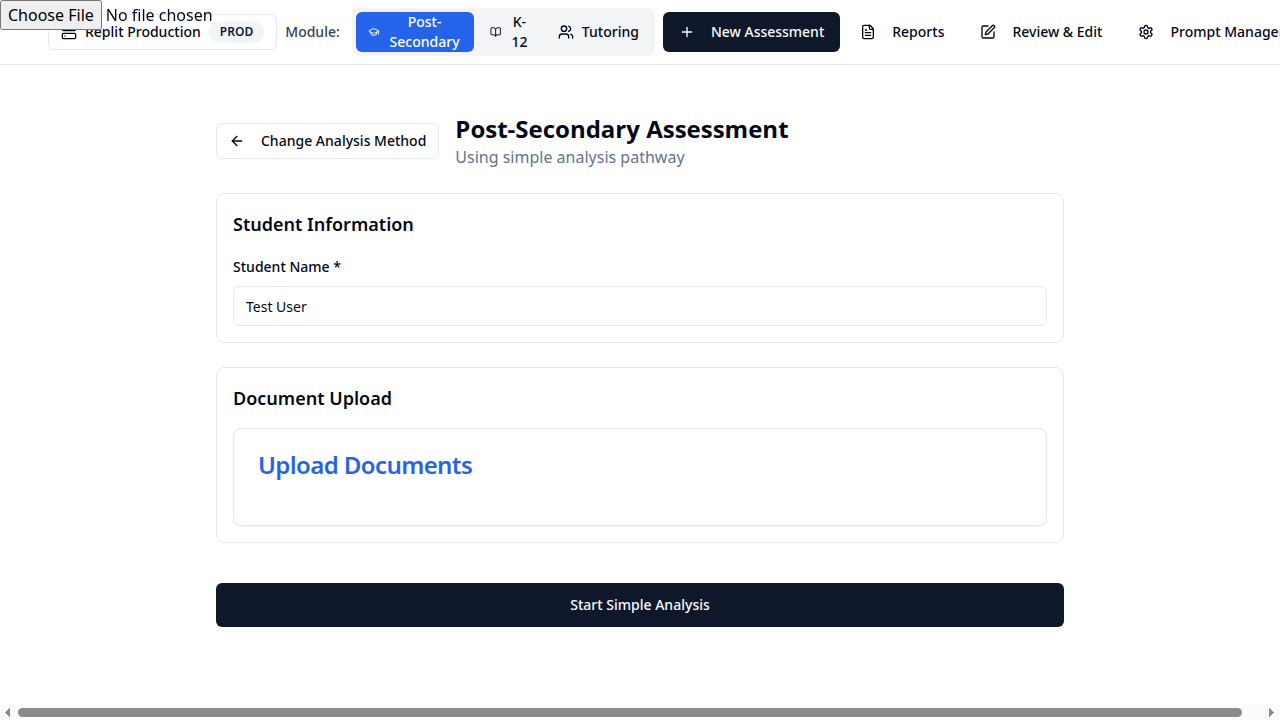 Choose File No file chosen
Replit Production PROD
Module:
Post-
Secondary
K-
12
Tutoring
New Assessment
Reports
Review & Edit
Prompt Manage
Change Analysis Method
Post-Secondary Assessment
Using simple analysis pathway
Student Information
Student Name *
Test User
Document Upload
Upload Documents
Start Simple Analysis